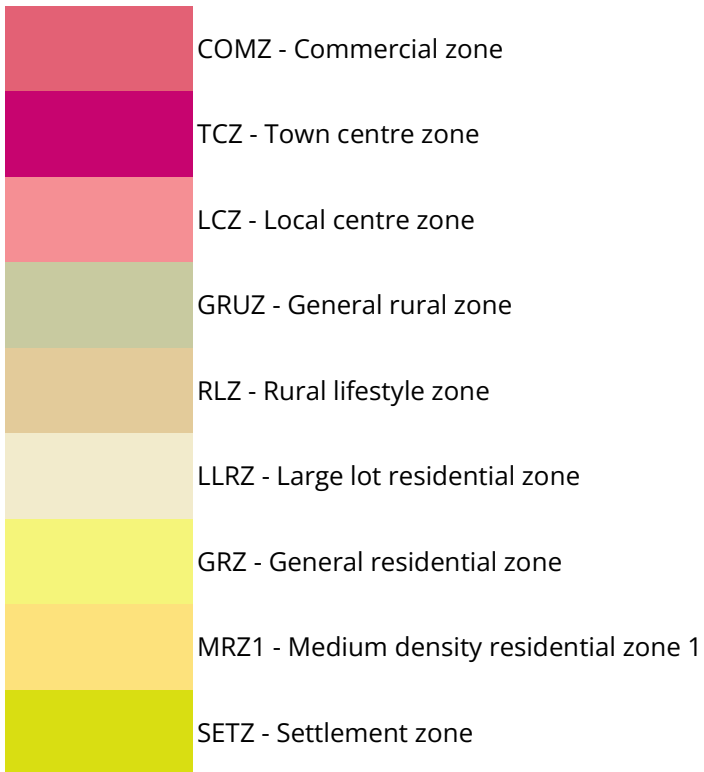 COMZ - Commercial zone
TCZ - Town centre zone
LCZ - Local centre zone
GRUZ - General rural zone
RLZ - Rural lifestyle zone
LLRZ - Large lot residential zone
GRZ - General residential zone
MRZ1 - Medium density residential zone 1
SETZ - Settlement zone